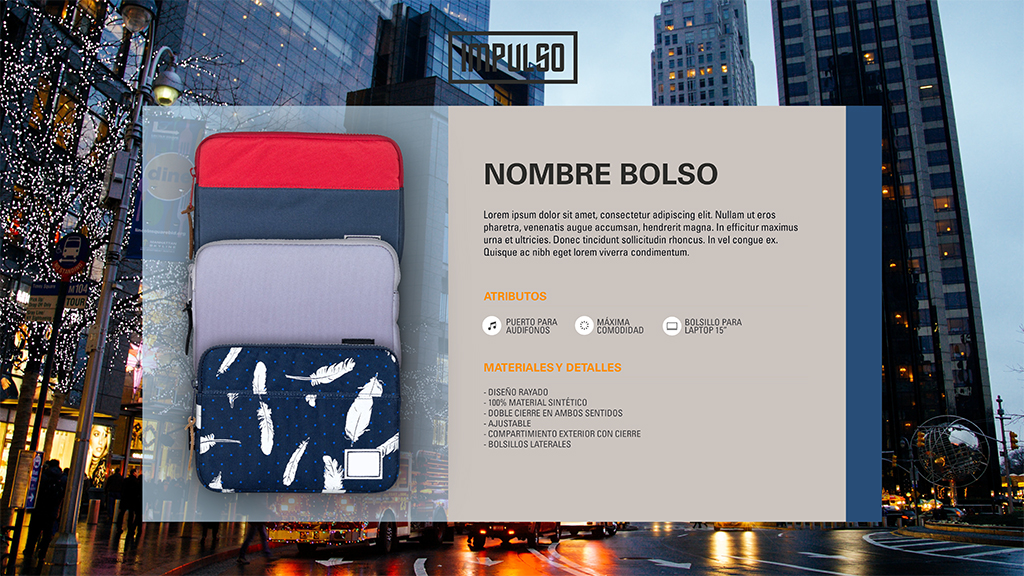 IMPULSO
NOMBRE BOLSO
Lorem ipsum dolor sit amet, consectetur adipiscing elit. Nullam ut eros
pharetra, venenatis augue accumsan, hendrerit magna. In efficitur maximus
urna et ultricies. Donec tincidunt sollicitudin rhoncus. In vel congue ex.
Quisque ac nibh eget lorem viverra condimentum.
ATRIBUTOS
PUERTO PARA
AUDIFONOS
MÁXIMA
COMODIDAD
BOLSILLO PARA
LAPTOP 15"
MATERIALES Y DETALLES
- DISEÑO RAYADO
- 100% MATERIAL SINTÉTICO
- DOBLE CIERRE EN AMBOS SENTIDOS
- AJUSTABLE
- COMPARTIMIENTO EXTERIOR CON CIERRE
- BOLSILLOS LATERALES
dine
M104
TOUR